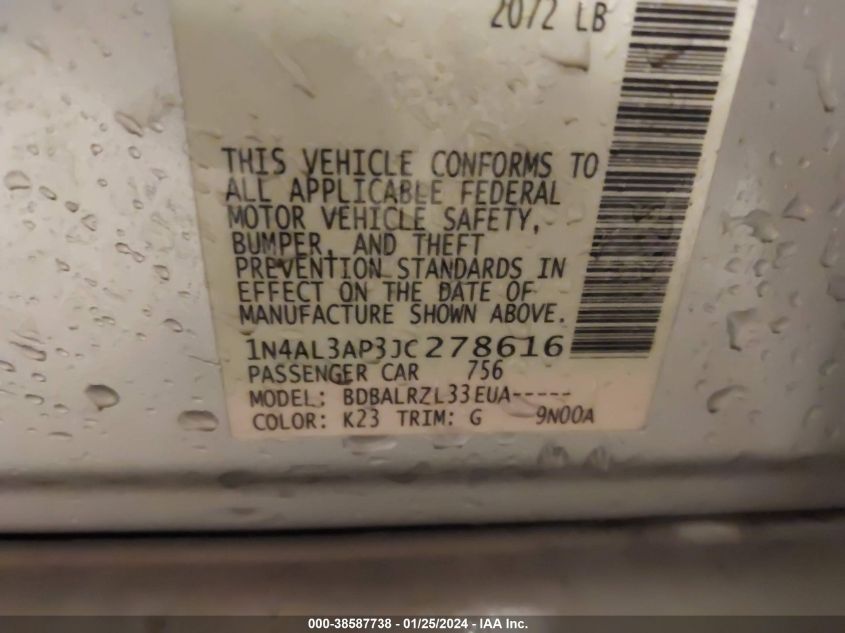 2072 LB
THIS VEHICLE CONFORMS TO
ALL APPLICABLE FEDERAL
MOTOR VEHICLE SAFETY,
BUMPER, AND THEFT
PREVENTION STANDARDS IN
EFFECT ON THE DATE OF
MANUFACTURE SHOWN ABOVE.
1N4AL3AP3JC278616
PASSENGER CAR 756
MODEL: BDBALRZL33EUA-----
COLOR: K23 TRIM: G 9N00A
000-38587738 - 01/25/2024 - IAA Inc.